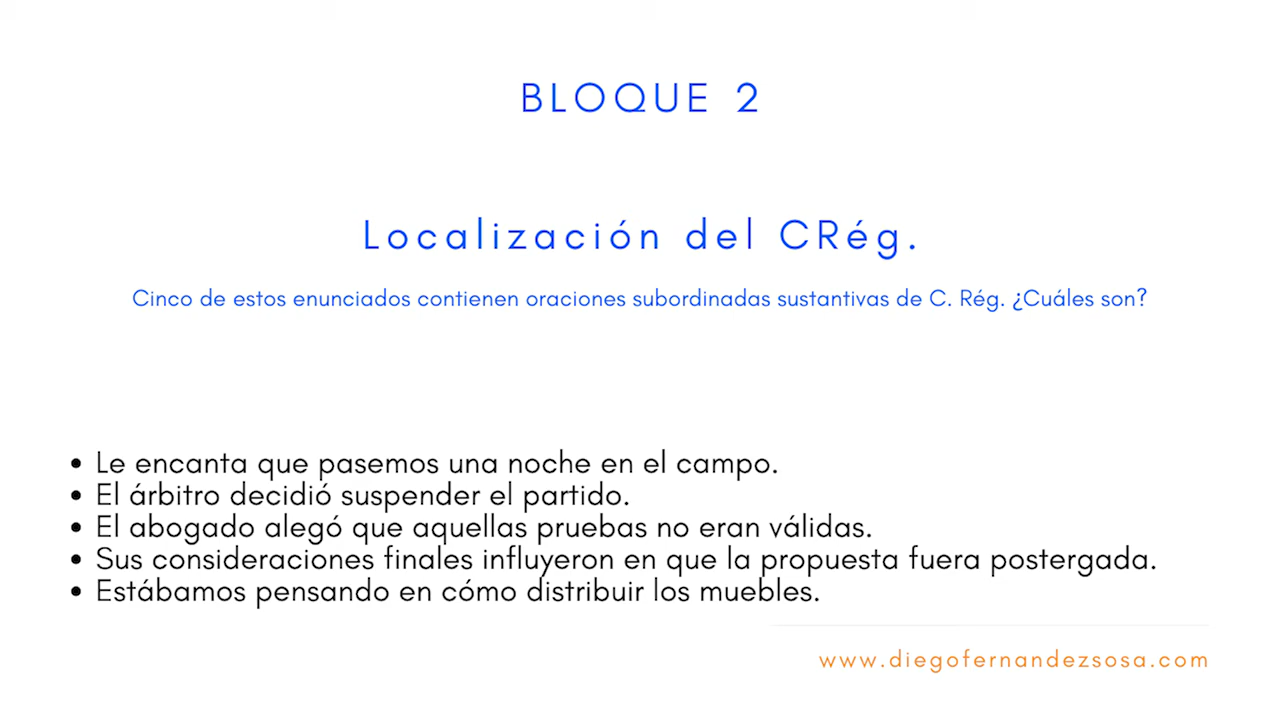 BLOQUE 2
Localización del CRég.
Cinco de estos enunciados contienen oraciones subordinadas sustantivas de C. Rég. ¿Cuáles son?
• Le encanta que pasemos una noche en el campo.
• El árbitro decidió suspender el partido.
• El abogado alegó que aquellas pruebas no eran válidas.
• Sus consideraciones finales influyeron en que la propuesta fuera postergada.
• Estábamos pensando en cómo distribuir los muebles.
www.diegofernandezsosa.com